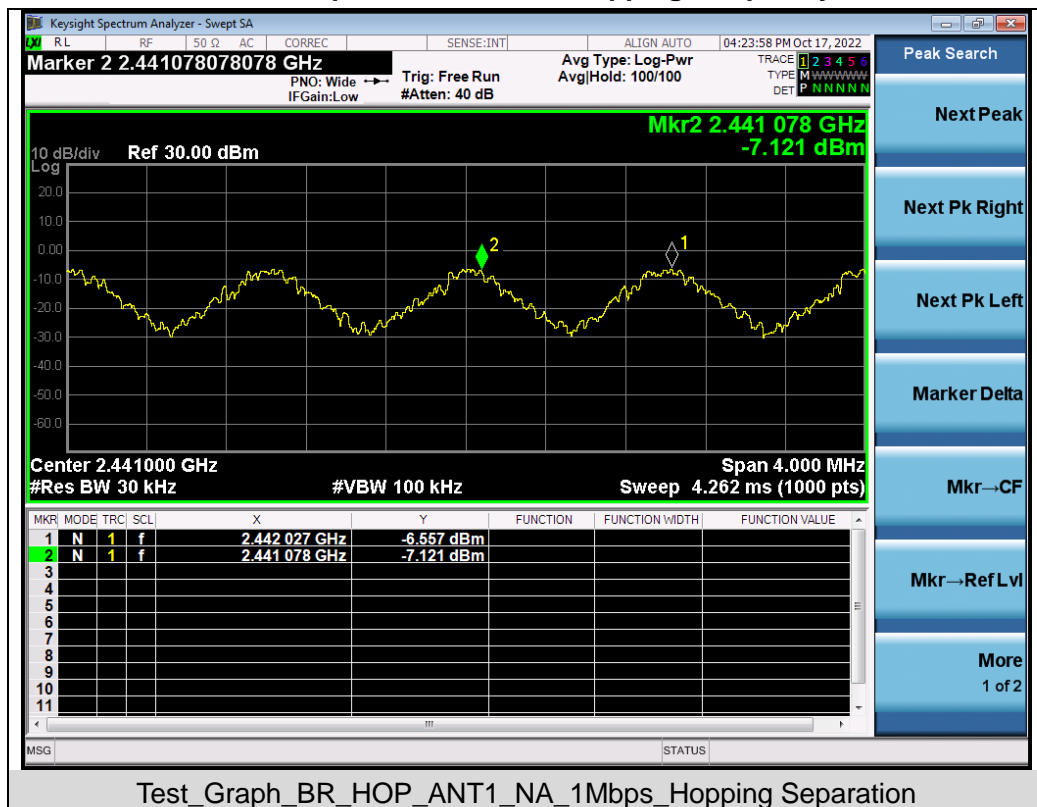 Keysight Spectrum Analyzer - Swept SA
LXI RL RF 50 Ω AC CORREC SENSE:INT ALIGN AUTO 04:23:58 PM Oct 17, 2022
Marker 2 2.441078078078 GHz
PNO: Wide
IFGain:Low
Trig: Free Run
#Atten: 40 dB
Avg Type: Log-Pwr
Avg|Hold: 100/100
TRACE 1 2 3 4 5 6
TYPE M WWWWW
DET P N N N N N
Mkr2 2.441 078 GHz
-7.121 dBm
10 dB/div Ref 30.00 dBm
Log
20.0
10.0
0.00
-10.0
-20.0
-30.0
-40.0
-50.0
-60.0
2
1
Center 2.441000 GHz Span 4.000 MHz
#Res BW 30 kHz #VBW 100 kHz Sweep 4.262 ms (1000 pts)
MKR MODE TRC SCL X Y FUNCTION FUNCTION WIDTH FUNCTION VALUE
1 N 1 f 2.442 027 GHz -6.557 dBm
2 N 1 f 2.441 078 GHz -7.121 dBm
3
4
5
6
7
8
9
10
11
MSG STATUS
Peak Search
Next Peak
Next Pk Right
Next Pk Left
Marker Delta
Mkr→CF
Mkr→Ref Lvl
More
1 of 2
Test_Graph_BR_HOP_ANT1_NA_1Mbps_Hopping Separation